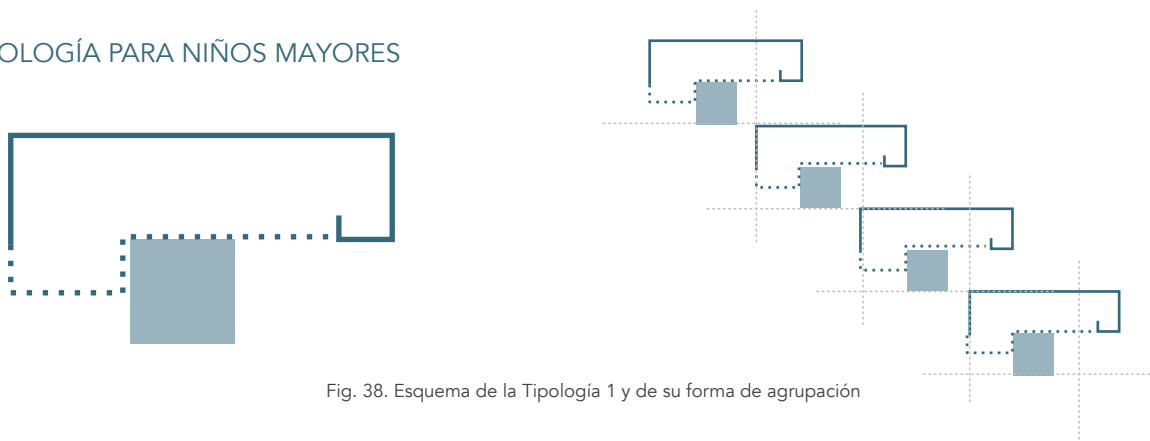 OLOGÍA PARA NIÑOS MAYORES
Fig. 38. Esquema de la Tipología 1 y de su forma de agrupación